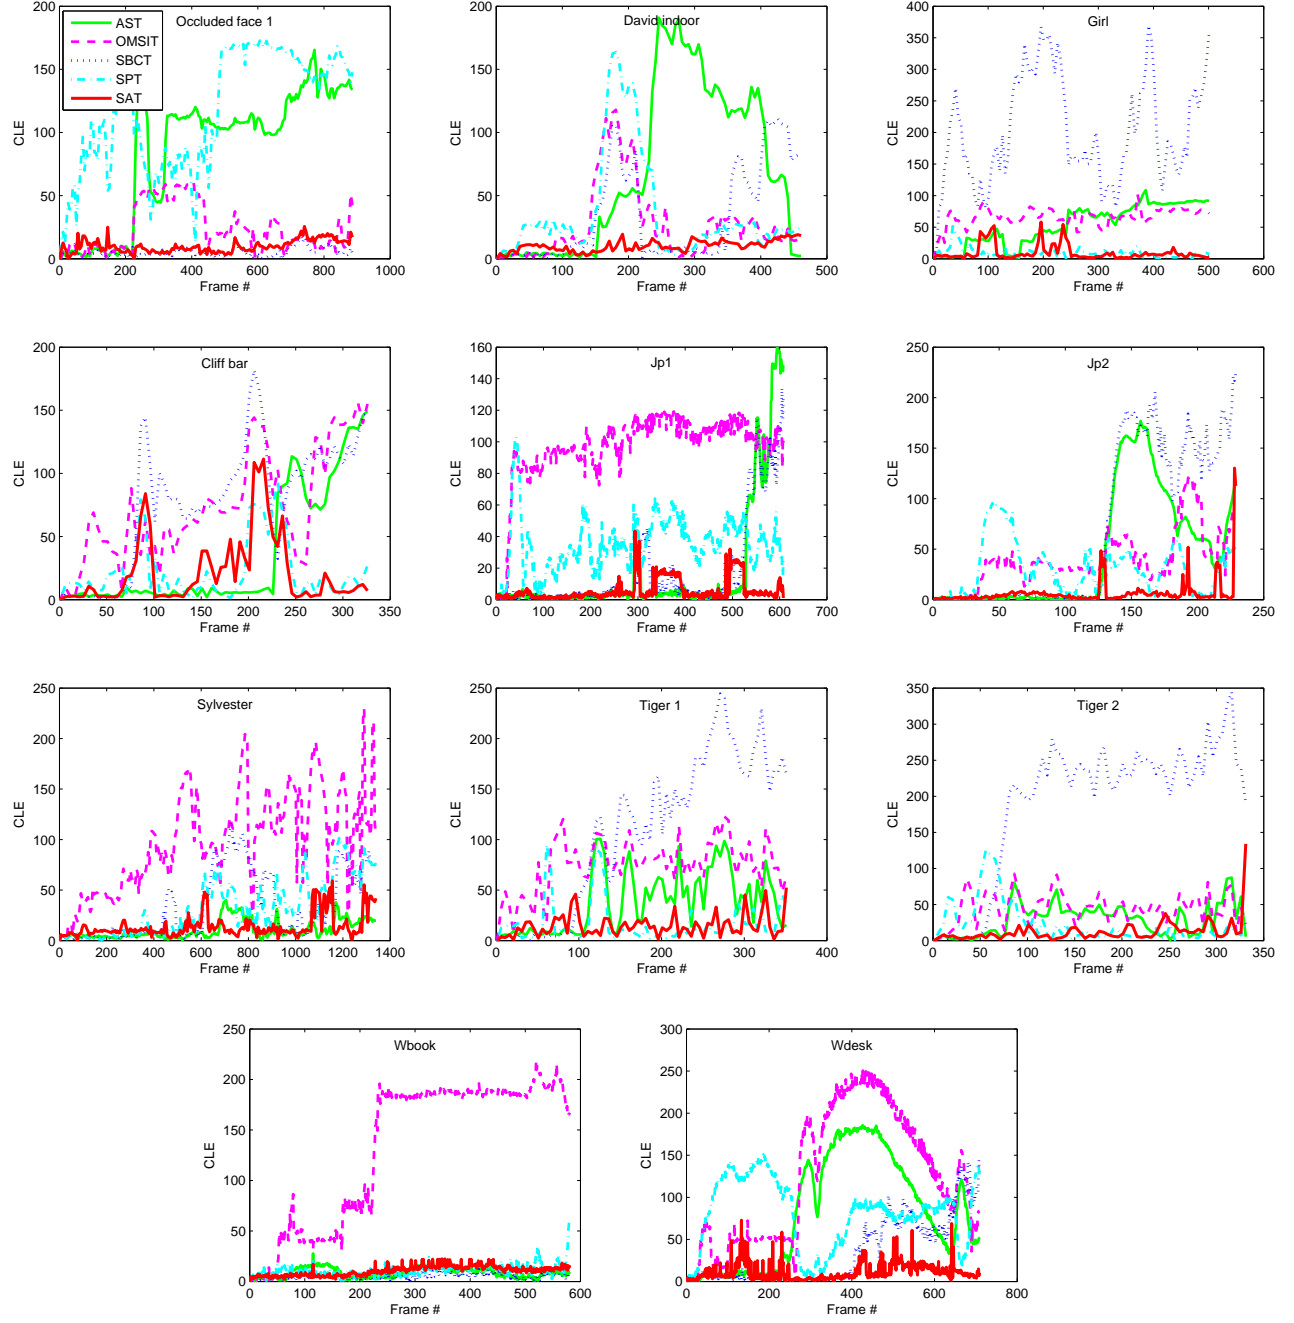 Occluded face 1
AST
OMSIT
SBCT
SPT
SAT
CLE
200
150
100
50
0
0 200 400 600 800 1000
Frame #
David indoor
CLE
200
150
100
50
0
0 100 200 300 400 500
Frame #
Girl
CLE
400
350
300
250
200
150
100
50
0
0 100 200 300 400 500 600
Frame #
Cliff bar
CLE
200
150
100
50
0
0 50 100 150 200 250 300 350
Frame #
Jp1
CLE
160
140
120
100
80
60
40
20
0
0 100 200 300 400 500 600 700
Frame #
Jp2
CLE
250
200
150
100
50
0
0 50 100 150 200 250
Frame #
Sylvester
CLE
250
200
150
100
50
0
0 200 400 600 800 1000 1200 1400
Frame #
Tiger 1
CLE
250
200
150
100
50
0
0 100 200 300 400
Frame #
Tiger 2
CLE
350
300
250
200
150
100
50
0
0 50 100 150 200 250 300 350
Frame #
Wbook
CLE
250
200
150
100
50
0
0 100 200 300 400 500 600
Frame #
Wdesk
CLE
300
250
200
150
100
50
0
0 200 400 600 800
Frame #